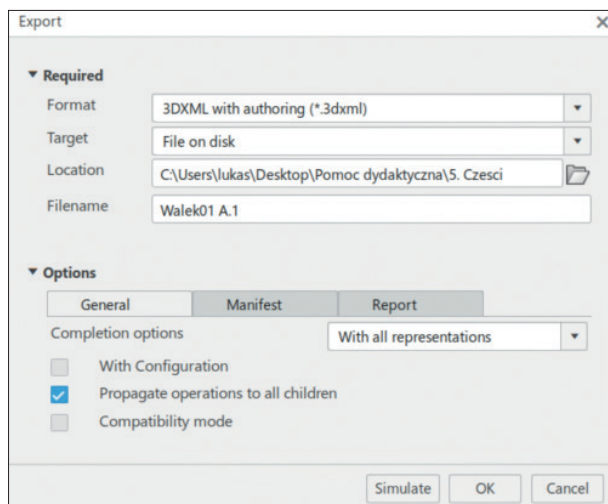 Export
Required
Format 3DXML with authoring (*.3dxml)
Target File on disk
Location C:\Users\lukas\Desktop\Pomoc dydaktyczna\5. Czesci
Filename Walek01 A.1
Options
General Manifest Report
Completion options With all representations
With Configuration
Propagate operations to all children
Compatibility mode
Simulate OK Cancel